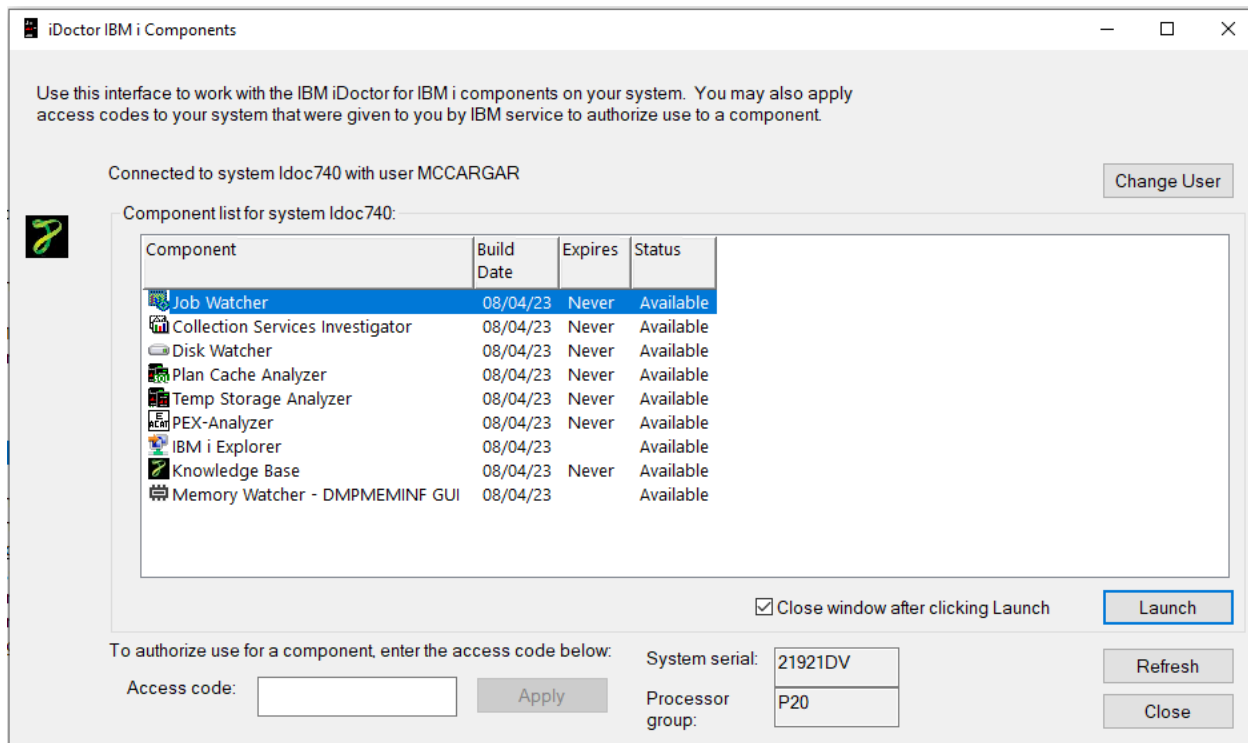 iDoctor IBM i Components
Use this interface to work with the IBM iDoctor for IBM i components on your system. You may also apply
access codes to your system that were given to you by IBM service to authorize use to a component.
Connected to system Idoc740 with user MCCARGAR
Change User
Component list for system Idoc740:
Component Build Date Expires Status
Job Watcher 08/04/23 Never Available
Collection Services Investigator 08/04/23 Never Available
Disk Watcher 08/04/23 Never Available
Plan Cache Analyzer 08/04/23 Never Available
Temp Storage Analyzer 08/04/23 Never Available
PEX-Analyzer 08/04/23 Never Available
IBM i Explorer 08/04/23 Available
Knowledge Base 08/04/23 Never Available
Memory Watcher - DMPMEMINF GUI 08/04/23 Available
Close window after clicking Launch
Launch
To authorize use for a component, enter the access code below:
Access code:
Apply
System serial: 21921DV
Processor group: P20
Refresh
Close